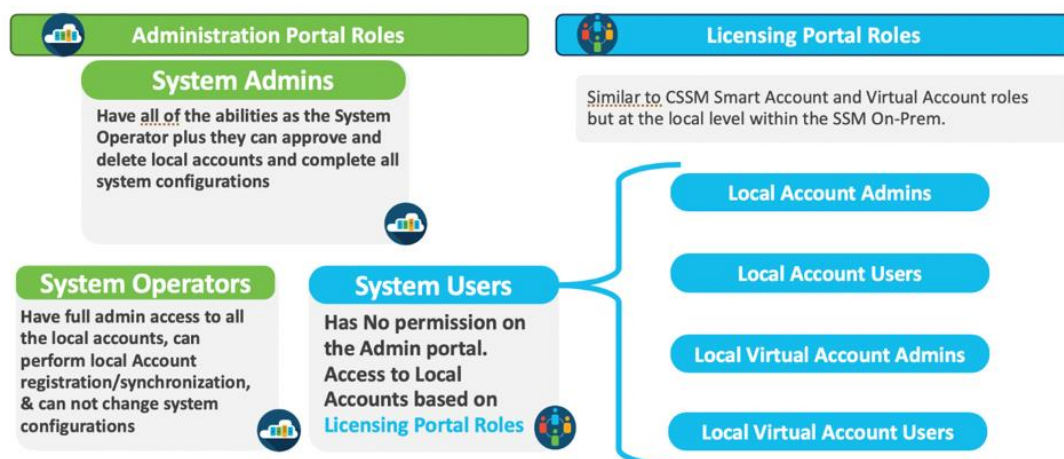 Administration Portal Roles
Licensing Portal Roles
System Admins
Have all of the abilities as the System
Operator plus they can approve and
delete local accounts and complete all
system configurations
Similar to CSSM Smart Account and Virtual Account roles
but at the local level within the SSM On-Prem.
System Operators
Have full admin access to all
the local accounts, can
perform local Account
registration/synchronization,
& can not change system
configurations
System Users
Has No permission on
the Admin portal.
Access to Local
Accounts based on
Licensing Portal Roles
Local Account Admins
Local Account Users
Local Virtual Account Admins
Local Virtual Account Users